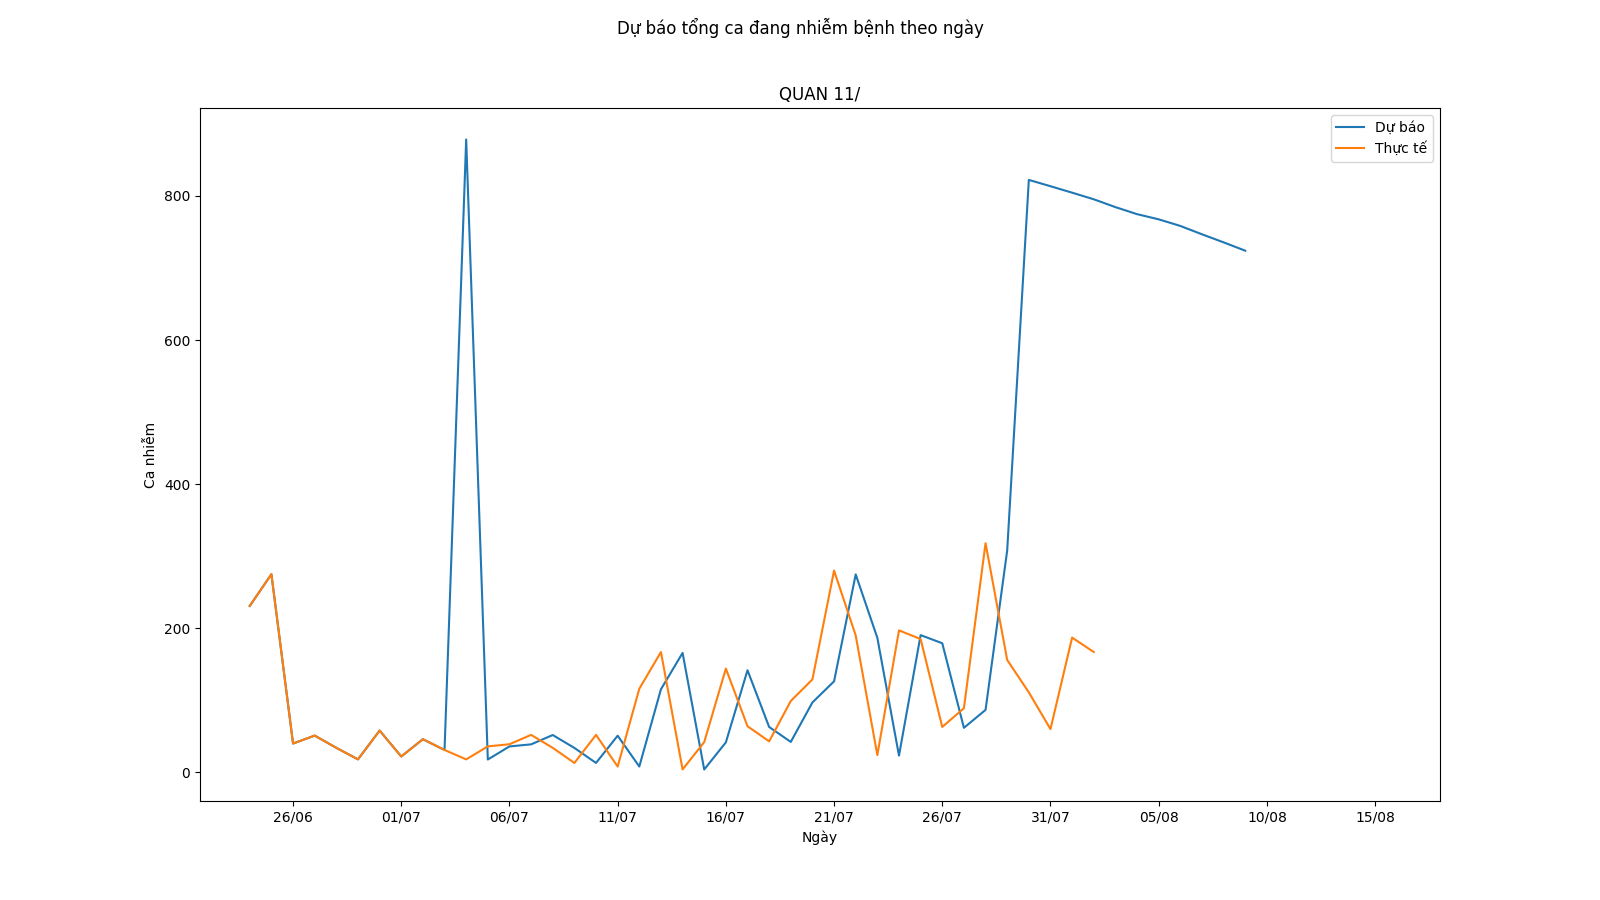 Dự báo tổng ca đang nhiễm bệnh theo ngày
QUAN 11/
Dự báo
Thực tế
800
600
400
200
0
Ca nhiễm
26/06 01/07 06/07 11/07 16/07 21/07 26/07 31/07 05/08 10/08 15/08
Ngày